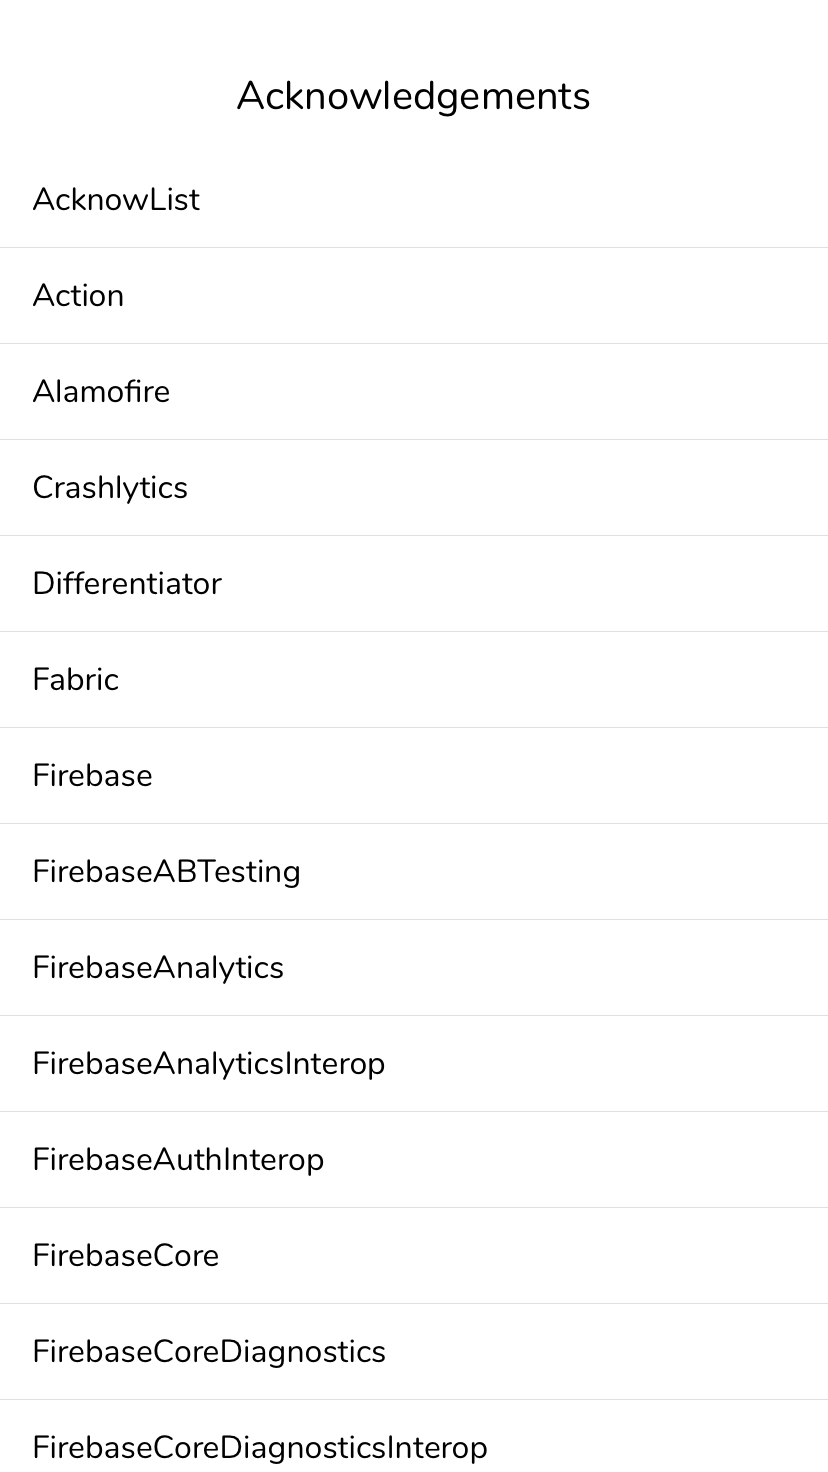 Acknowledgements
AcknowList
Action
Alamofire
Crashlytics
Differentiator
Fabric
Firebase
FirebaseABTesting
FirebaseAnalytics
FirebaseAnalyticsInterop
FirebaseAuthInterop
FirebaseCore
FirebaseCoreDiagnostics
FirebaseCoreDiagnosticsInterop